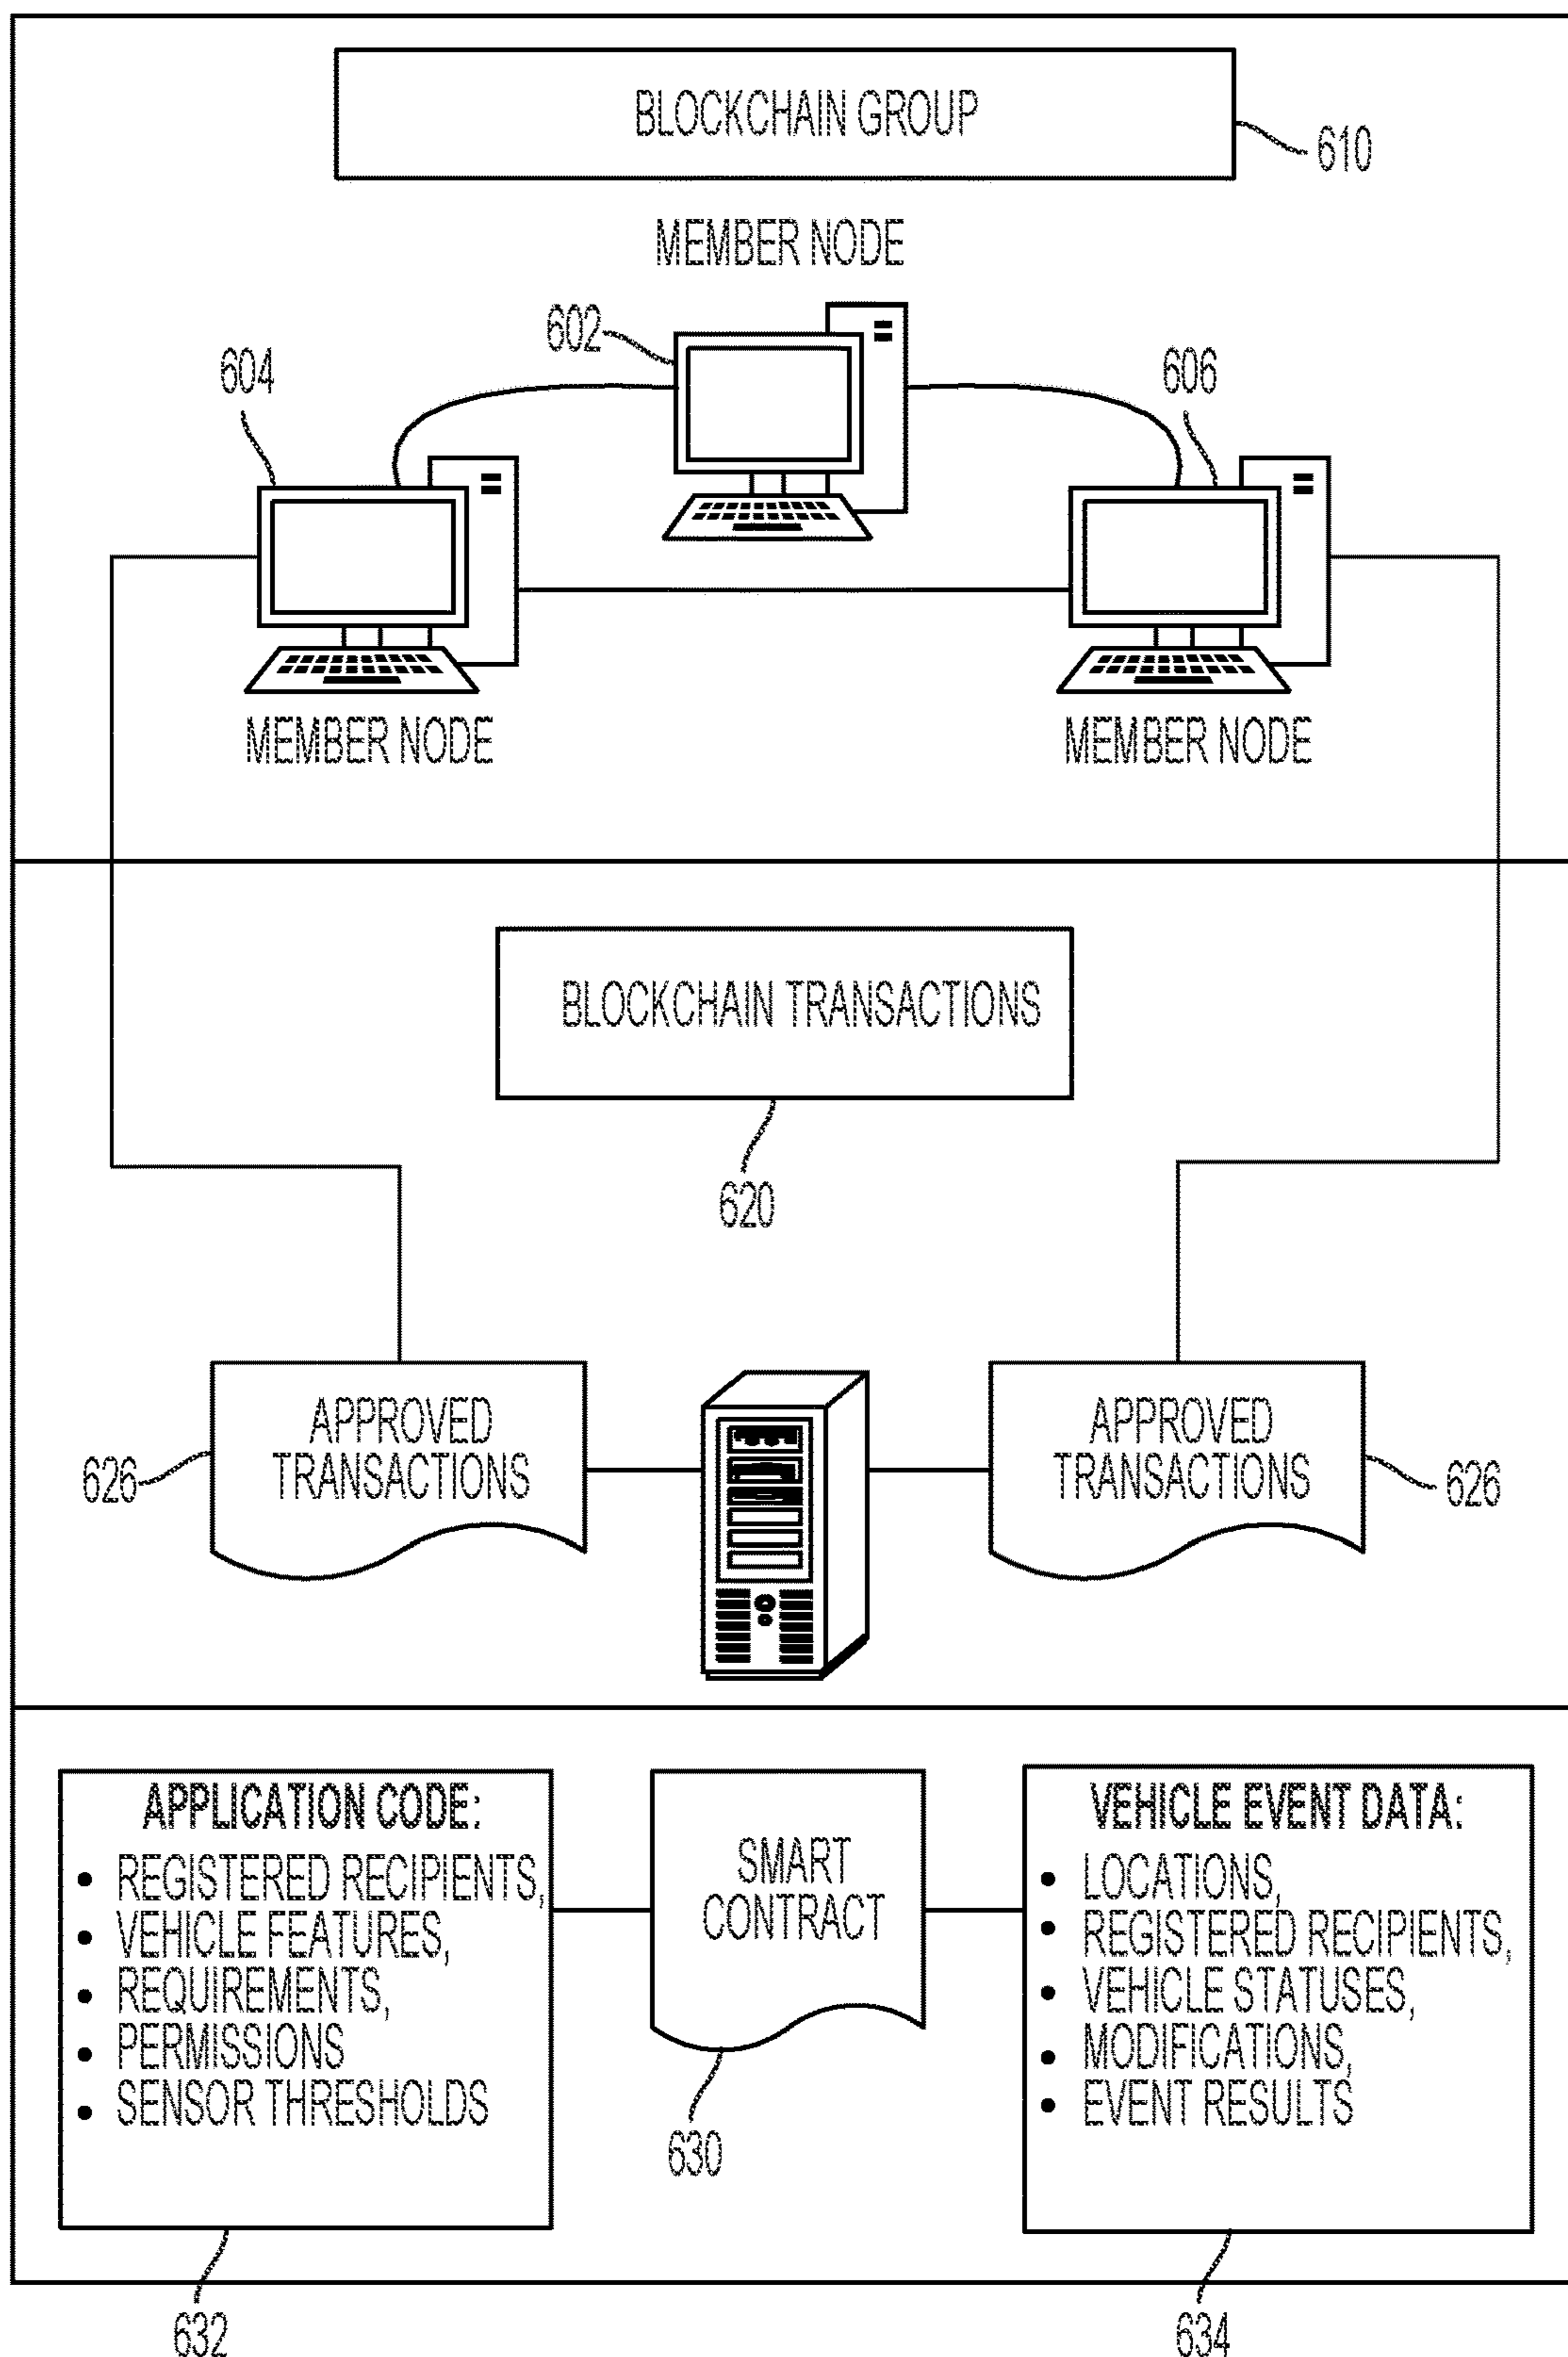 BLOCKCHAIN GROUP
610
MEMBER NODE
602
604
606
MEMBER NODE
MEMBER NODE
BLOCKCHAIN TRANSACTIONS
620
APPROVED
TRANSACTIONS
626
APPROVED
TRANSACTIONS
626
APPLICATION CODE:
• REGISTERED RECIPIENTS,
• VEHICLE FEATURES,
• REQUIREMENTS,
• PERMISSIONS
• SENSOR THRESHOLDS
SMART
CONTRACT
630
VEHICLE EVENT DATA:
• LOCATIONS,
• REGISTERED RECIPIENTS,
• VEHICLE STATUSES,
• MODIFICATIONS,
• EVENT RESULTS
632
634